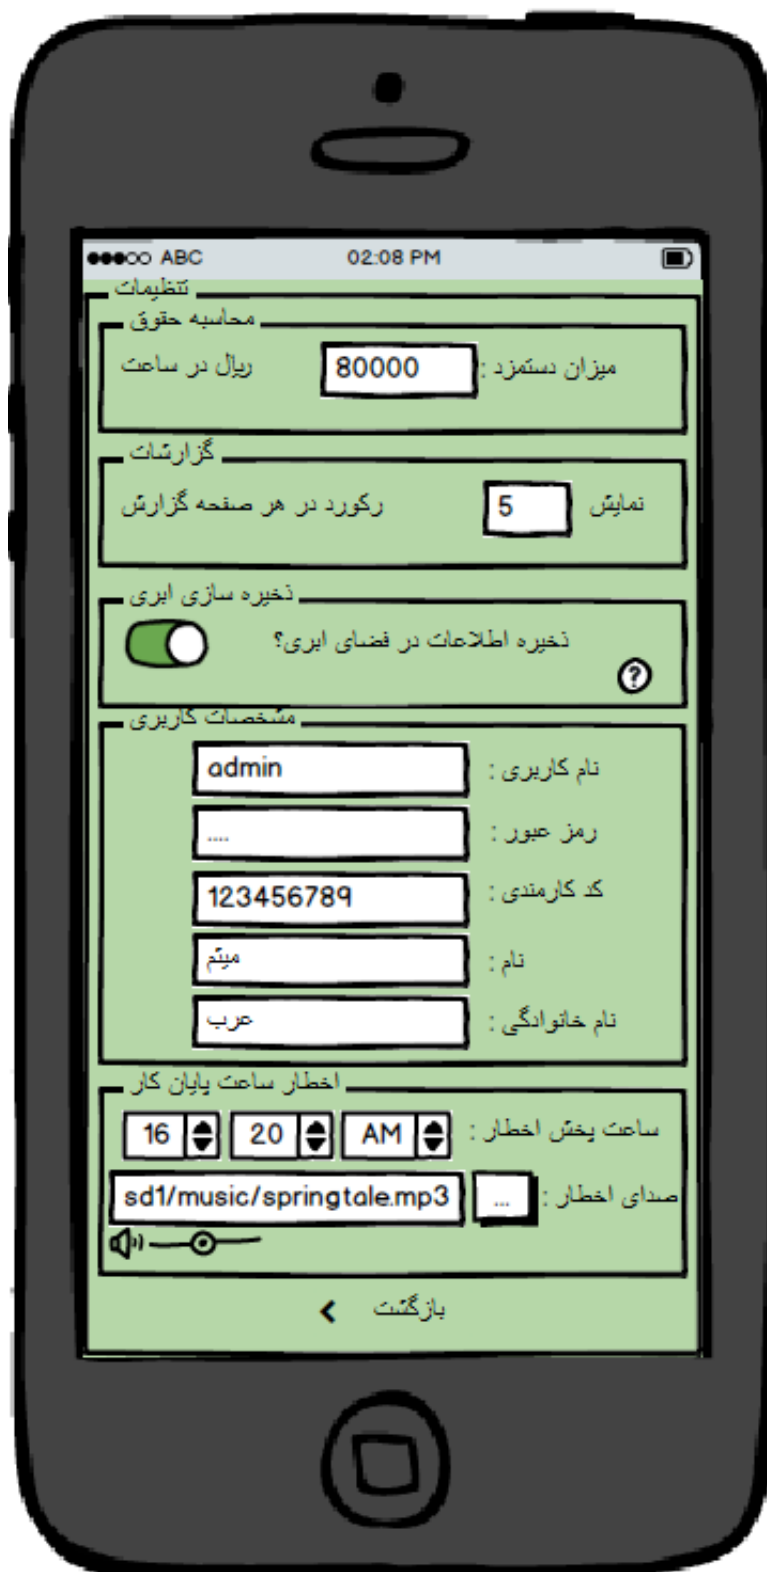 ABC 02:08 PM
تنظیمات
محاسبه حقوق
میزان دستمزد : 80000 ریال در ساعت
گزارشات
نمایش 5 رکورد در هر صفحه گزارش
ذخیره سازی ابری
ذخیره اطلاعات در فضای ابری؟
?
مشخصات کاربری
نام کاربری : admin
رمز عبور : ....
کد کارمندی : 123456789
نام : میثم
نام خانوادگی : عرب
اخطار ساعت پایان کار
ساعت پخش اخطار : 16 20 AM
صدای اخطار : ... sd1/music/springtale.mp3
بازگشت